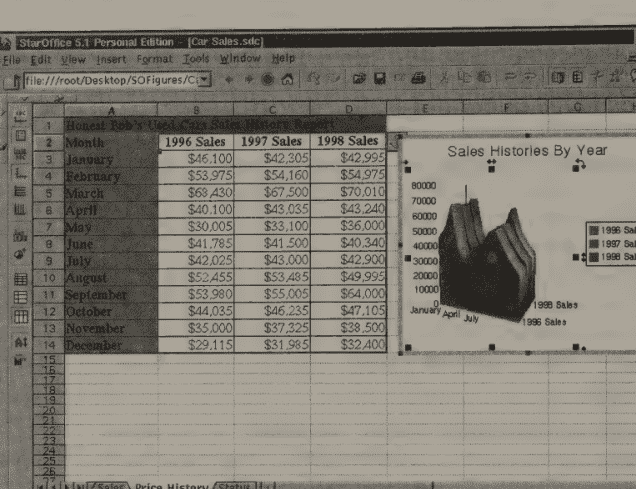 StarOffice 5.1 Personal Edition - [Car Sales.sdc]
File Edit View Insert Format Tools Window Help
file:///root/Desktop/SOFigures/Ca
A B C D E F G
1 Honest Bob's Used Cars Sales History Report
2 Month 1996 Sales 1997 Sales 1998 Sales
3 January $46,100 $42,305 $42,995
4 February $53,975 $54,160 $54,975
5 March $63,430 $67,500 $70,010
6 April $40,100 $43,035 $43,240
7 May $30,005 $33,100 $36,000
8 June $41,785 $41,500 $40,340
9 July $42,025 $43,000 $42,900
10 August $52,455 $53,485 $49,995
11 September $53,980 $55,005 $64,000
12 October $44,035 $46,235 $47,105
13 November $35,000 $37,325 $38,500
14 December $29,115 $31,985 $32,400
15
16
17
18
19
20
21
22
23
24
25
26
27
Sales Histories By Year
80000
70000
60000
50000
40000
30000
20000
10000
0
January April July
1998 Sales
1996 Sales
1996 Sal
1997 Sal
1998 Sal
Sales Price History Status